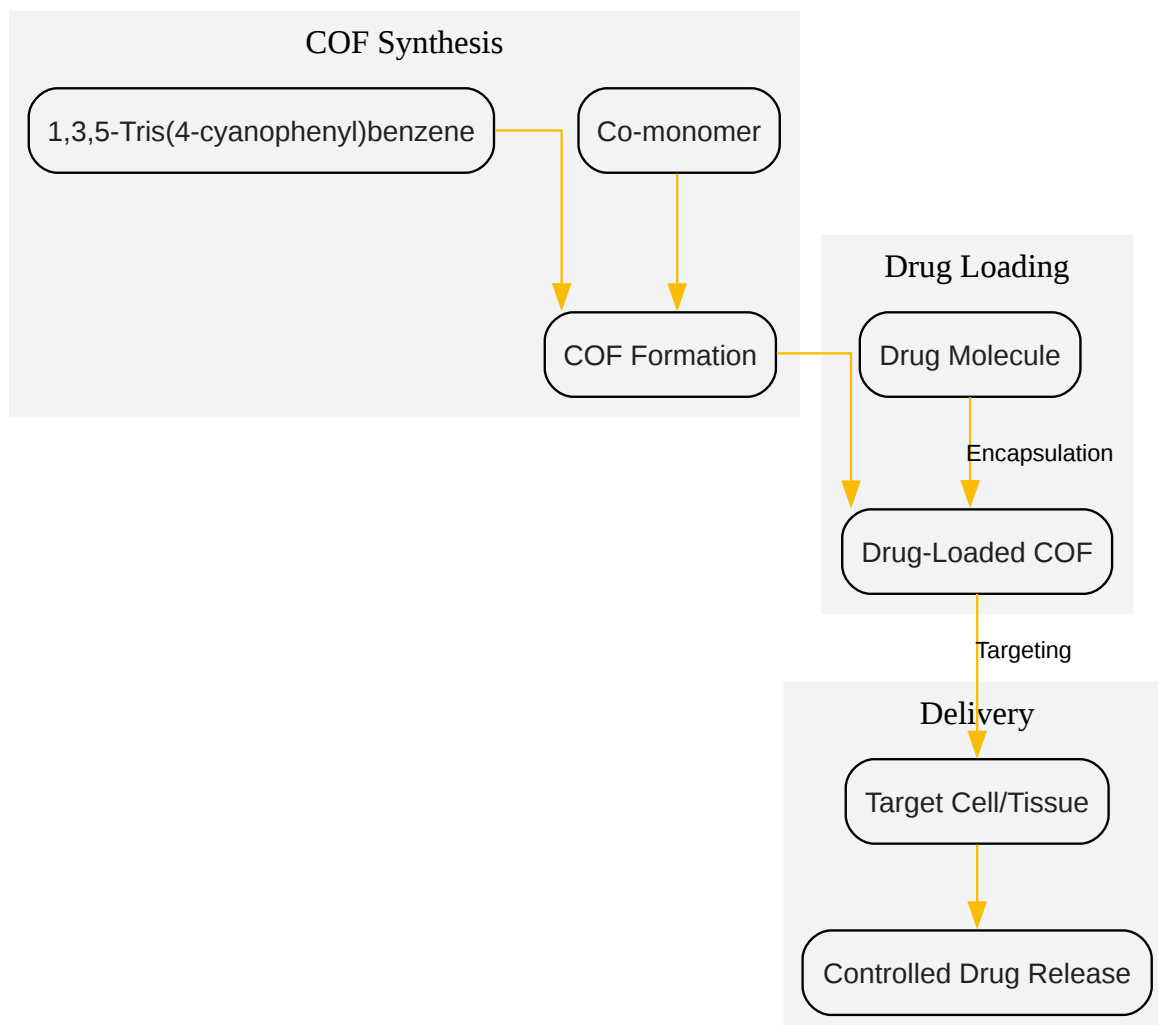 COF Synthesis
1,3,5-Tris(4-cyanophenyl)benzene
Co-monomer
COF Formation
Drug Loading
Drug Molecule
Encapsulation
Drug-Loaded COF
Targeting
Delivery
Target Cell/Tissue
Controlled Drug Release